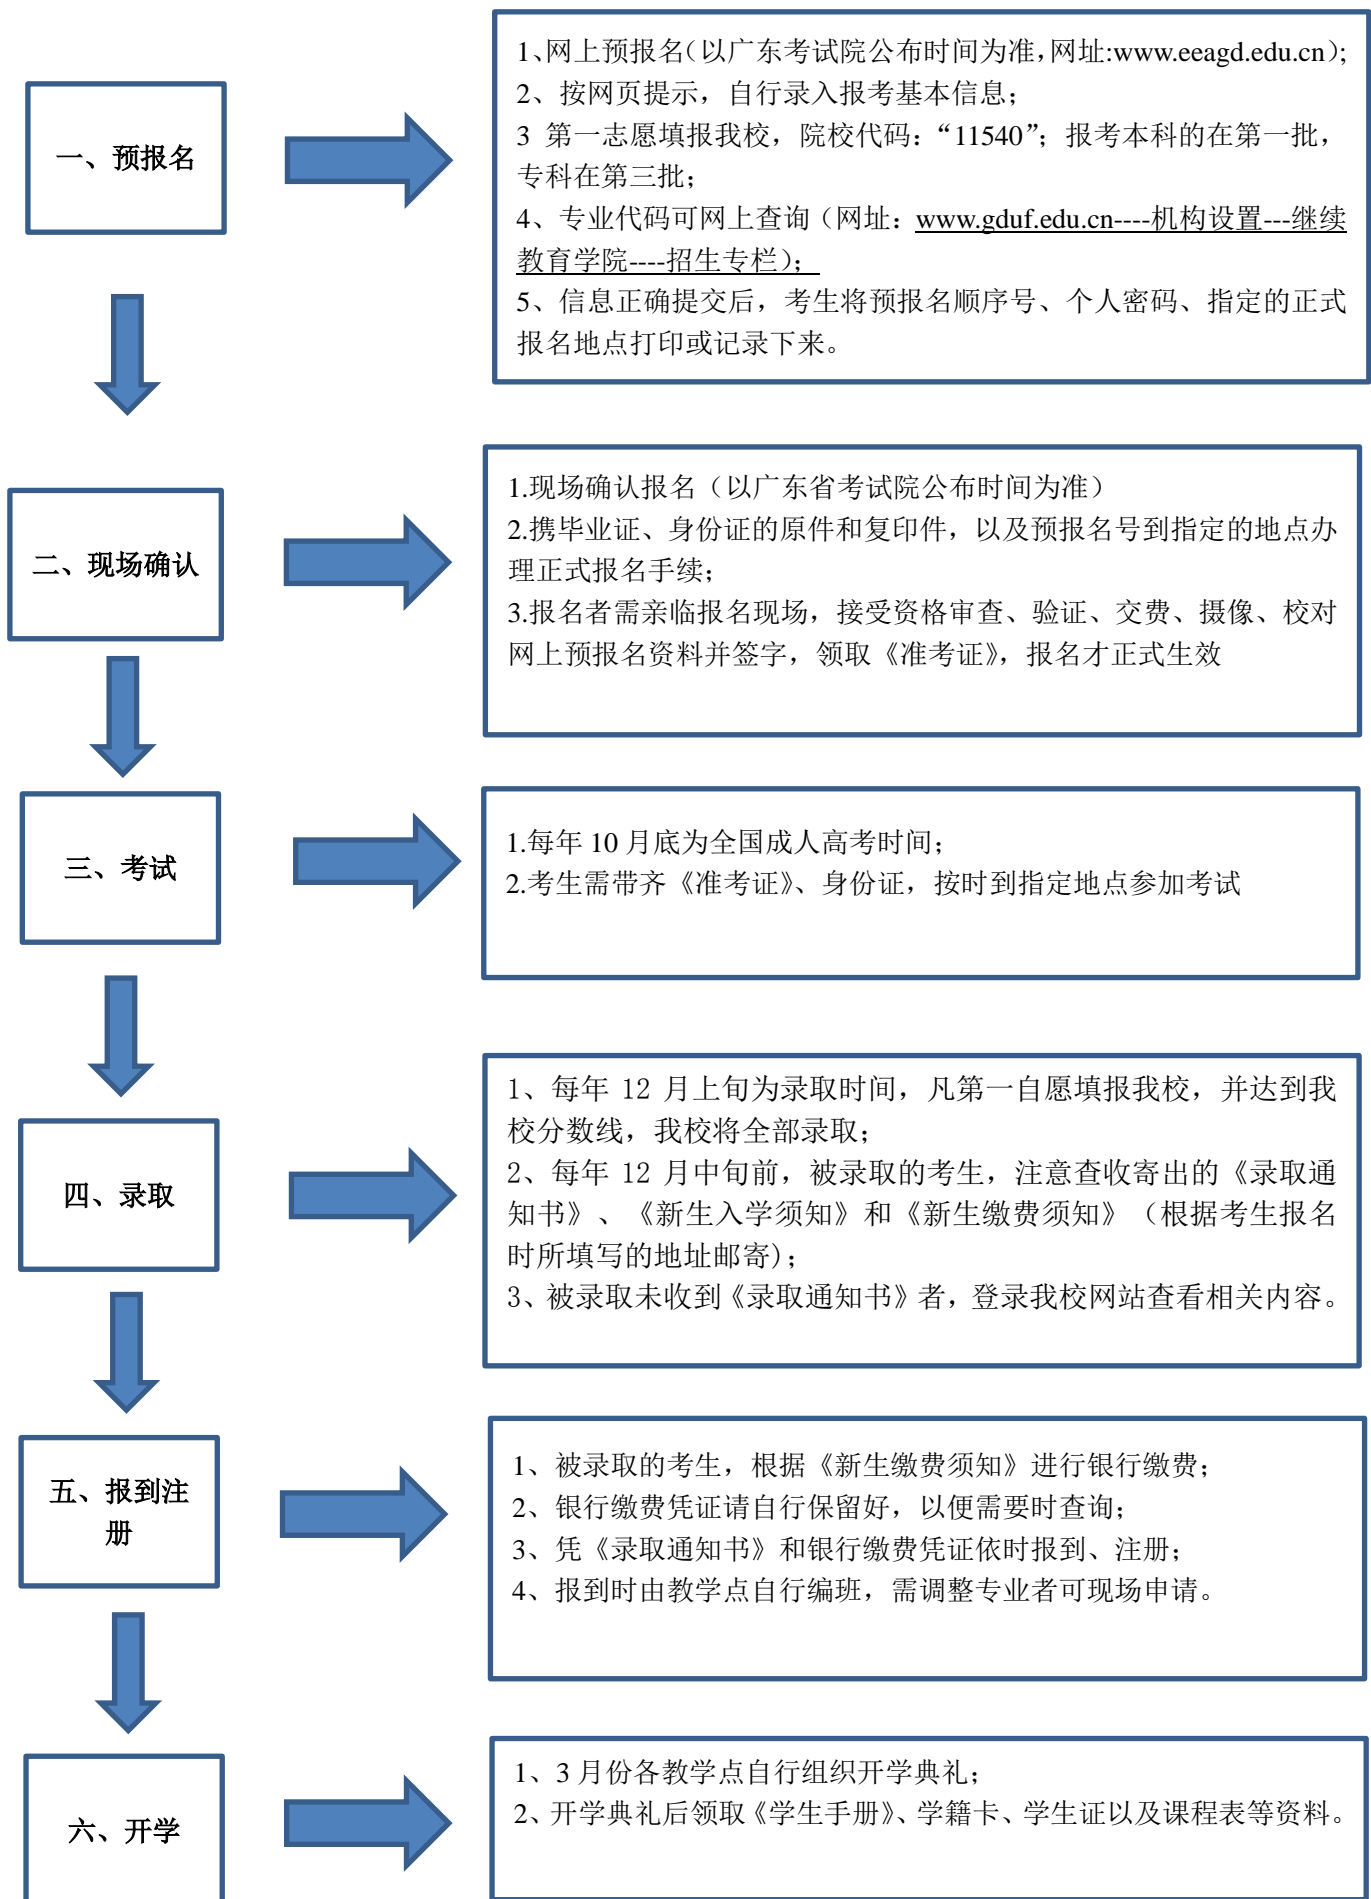 一、预报名
1、网上预报名（以广东考试院公布时间为准，网址:www.eeagd.edu.cn）；
2、按网页提示，自行录入报考基本信息；
3 第一志愿填报我校，院校代码：“11540”；报考本科的在第一批，
专科在第三批；
4、专业代码可网上查询（网址：www.gduf.edu.cn----机构设置---继续
教育学院----招生专栏）；
5、信息正确提交后，考生将预报名顺序号、个人密码、指定的正式
报名地点打印或记录下来。
二、现场确认
1.现场确认报名（以广东省考试院公布时间为准）
2.携毕业证、身份证的原件和复印件，以及预报名号到指定的地点办
理正式报名手续；
3.报名者需亲临报名现场，接受资格审查、验证、交费、摄像、校对
网上预报名资料并签字，领取《准考证》，报名才正式生效
三、考试
1.每年 10 月底为全国成人高考时间；
2.考生需带齐《准考证》、身份证，按时到指定地点参加考试
四、录取
1、每年 12 月上旬为录取时间，凡第一自愿填报我校，并达到我
校分数线，我校将全部录取；
2、每年 12 月中旬前，被录取的考生，注意查收寄出的《录取通
知书》、《新生入学须知》和《新生缴费须知》（根据考生报名
时所填写的地址邮寄）；
3、被录取未收到《录取通知书》者，登录我校网站查看相关内容。
五、报到注
册
1、被录取的考生，根据《新生缴费须知》进行银行缴费；
2、银行缴费凭证请自行保留好，以便需要时查询；
3、凭《录取通知书》和银行缴费凭证依时报到、注册；
4、报到时由教学点自行编班，需调整专业者可现场申请。
六、开学
1、3 月份各教学点自行组织开学典礼；
2、开学典礼后领取《学生手册》、学籍卡、学生证以及课程表等资料。